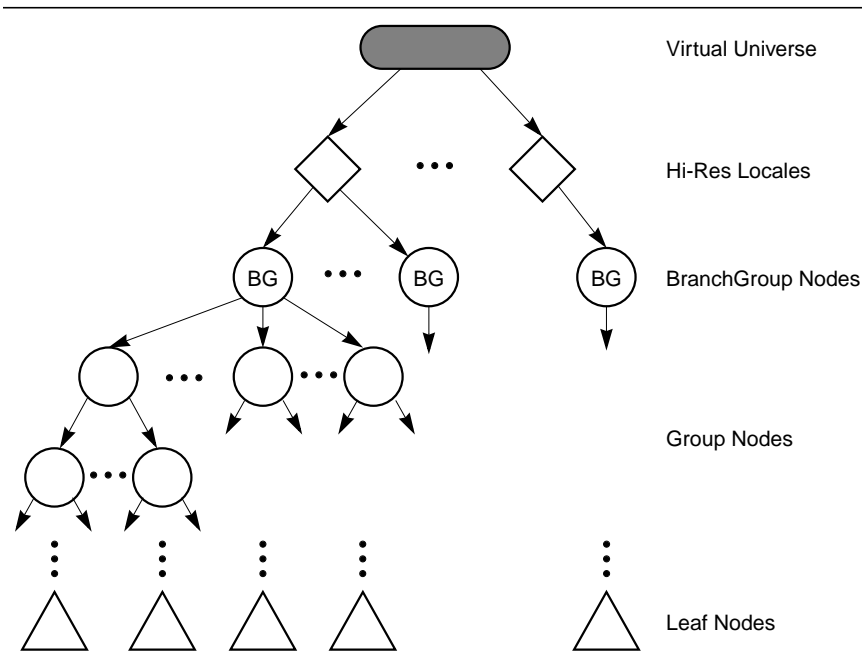 Virtual Universe
Hi-Res Locales
BG
BG
BG
BranchGroup Nodes
Group Nodes
Leaf Nodes